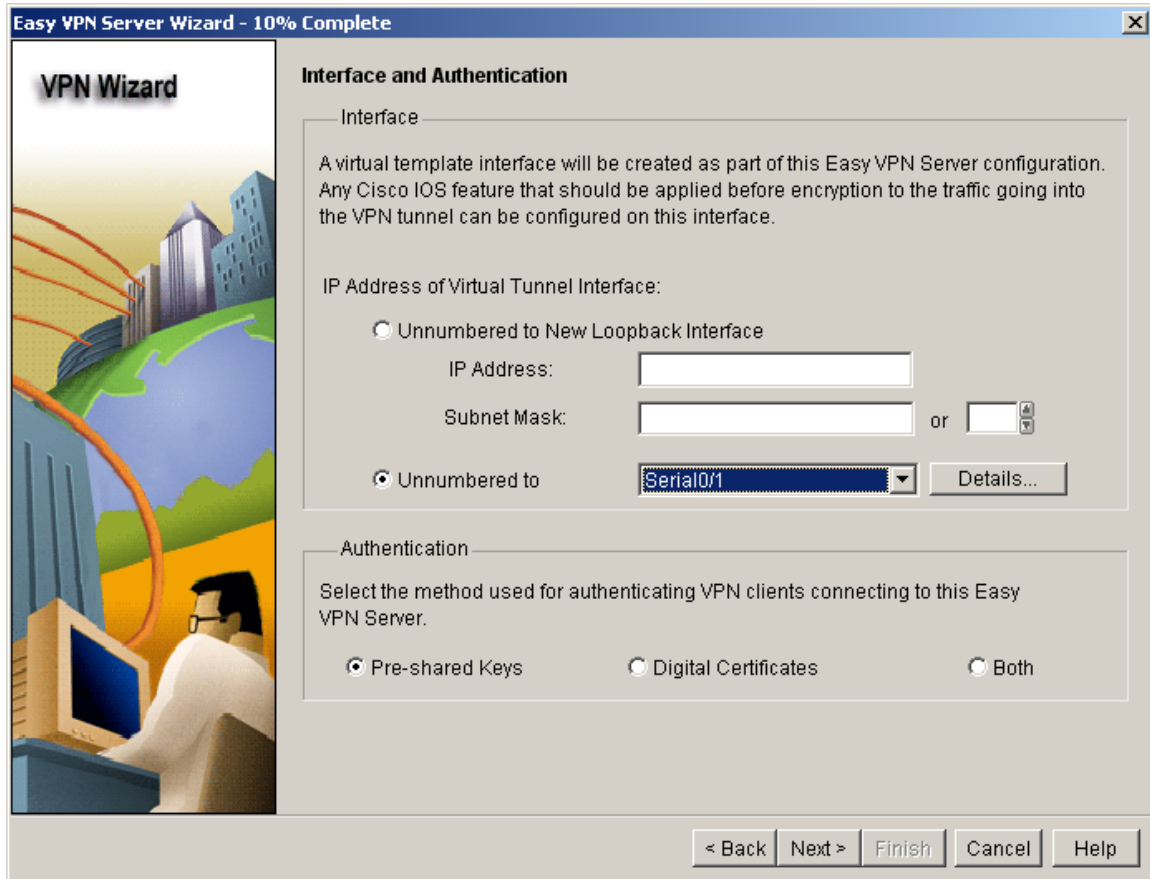 Easy VPN Server Wizard - 10% Complete
VPN Wizard
Interface and Authentication
Interface
A virtual template interface will be created as part of this Easy VPN Server configuration.
Any Cisco IOS feature that should be applied before encryption to the traffic going into
the VPN tunnel can be configured on this interface.
IP Address of Virtual Tunnel Interface:
Unnumbered to New Loopback Interface
IP Address:
Subnet Mask: or
Unnumbered to Serial0/1 Details...
Authentication
Select the method used for authenticating VPN clients connecting to this Easy
VPN Server.
Pre-shared Keys Digital Certificates Both
< Back Next > Finish Cancel Help